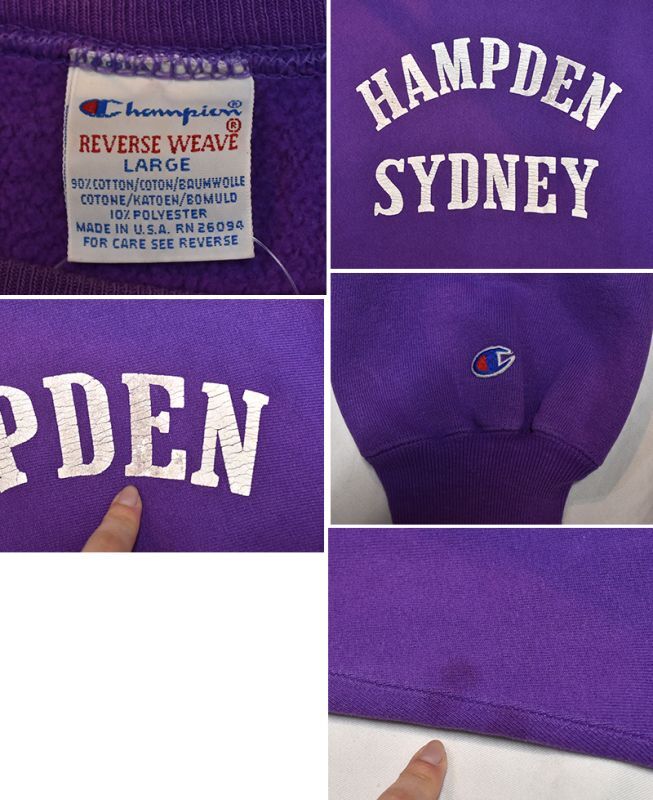 Champion®
REVERSE WEAVE®
LARGE
90% COTTON/COTON/BAUMWOLLE
COTONE/KATOEN/BOMULD
10% POLYESTER
MADE IN U.S.A. RN 26094
FOR CARE SEE REVERSE
HAMPDEN
SYDNEY
PDEN